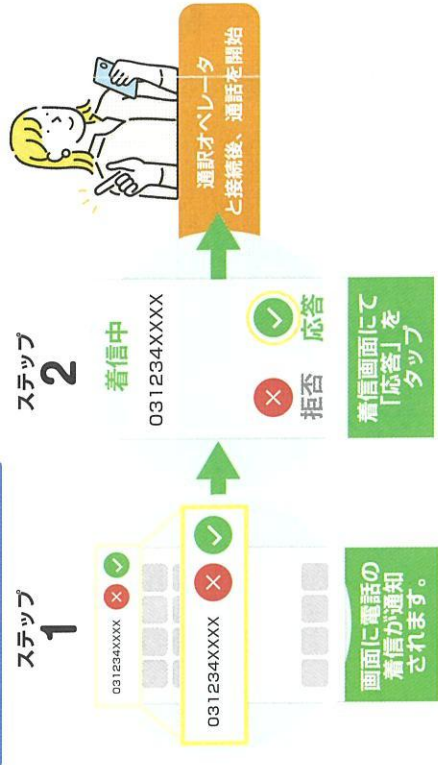 ステップ
1
031234XXXX
031234XXXX
画面に電話の
着信が通知
されます。
ステップ
2
着信中
031234XXXX
拒否
応答
着信画面にて
「応答」を
タップ
通訳オペレータ
と接続後、通話を開始